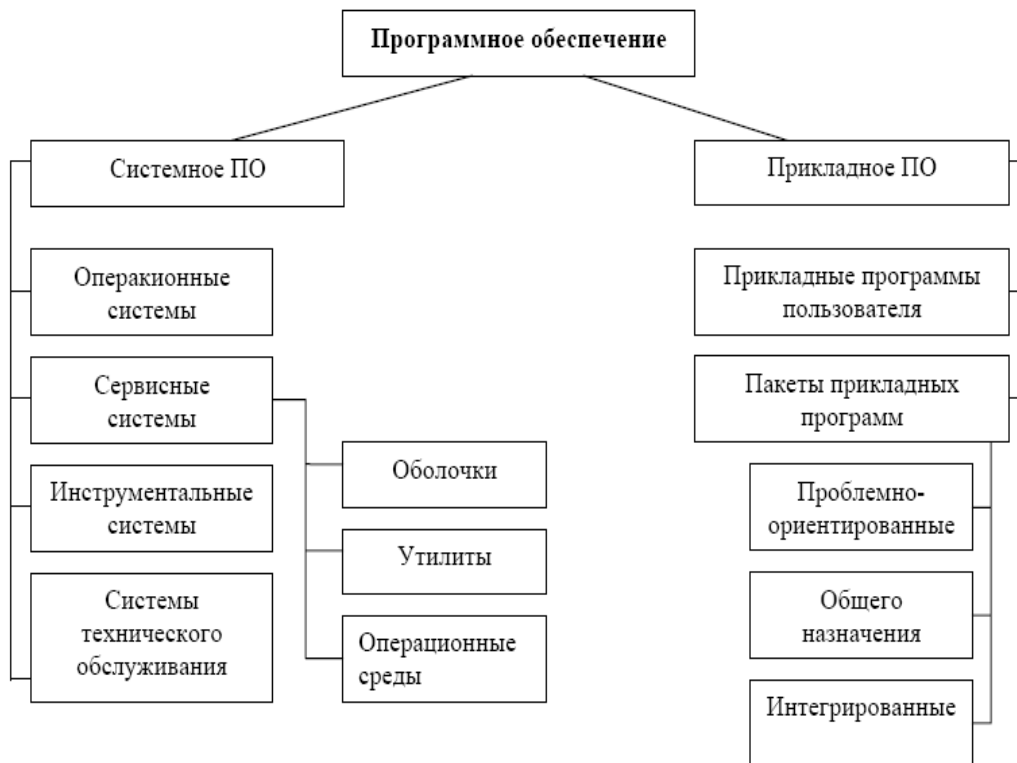 Программное обеспечение
Системное ПО
Прикладное ПО
Операкионные
системы
Прикладные программы
пользователя
Сервисные
системы
Пакеты прикладных
программ
Оболочки
Инструментальные
системы
Проблемно-
ориентированные
Утилиты
Системы
технического
обслуживания
Общего
назначения
Операционные
среды
Интегрированные